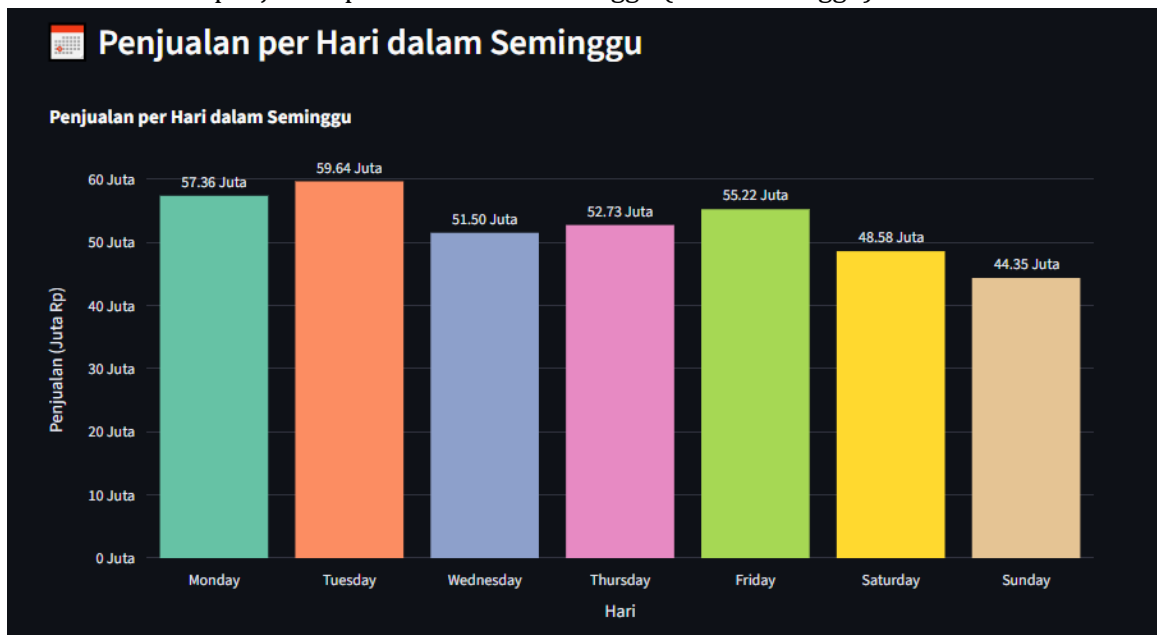 Penjualan per Hari dalam Seminggu
Penjualan per Hari dalam Seminggu
60 Juta
50 Juta
40 Juta
30 Juta
20 Juta
10 Juta
0 Juta
Penjualan (Juta Rp)
57.36 Juta
59.64 Juta
51.50 Juta
52.73 Juta
55.22 Juta
48.58 Juta
44.35 Juta
Monday Tuesday Wednesday Thursday Friday Saturday Sunday
Hari